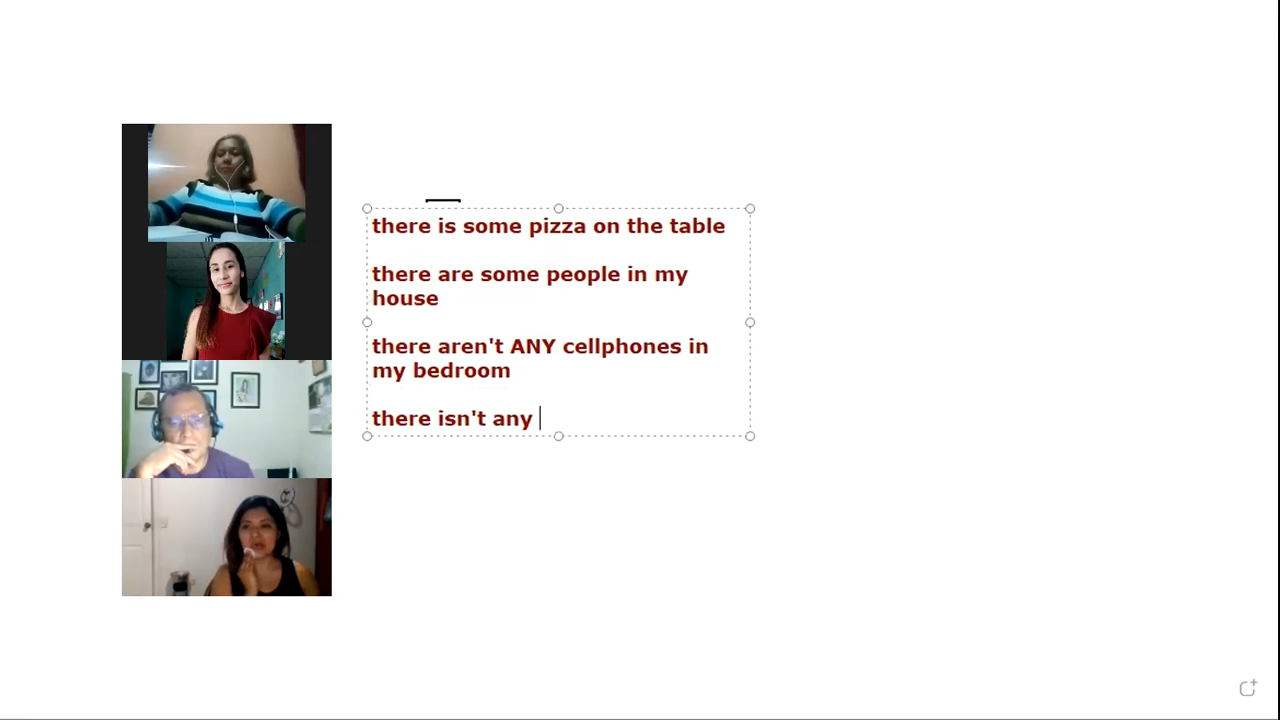 there is some pizza on the table
there are some people in my
house
there aren't ANY cellphones in
my bedroom
there isn't any